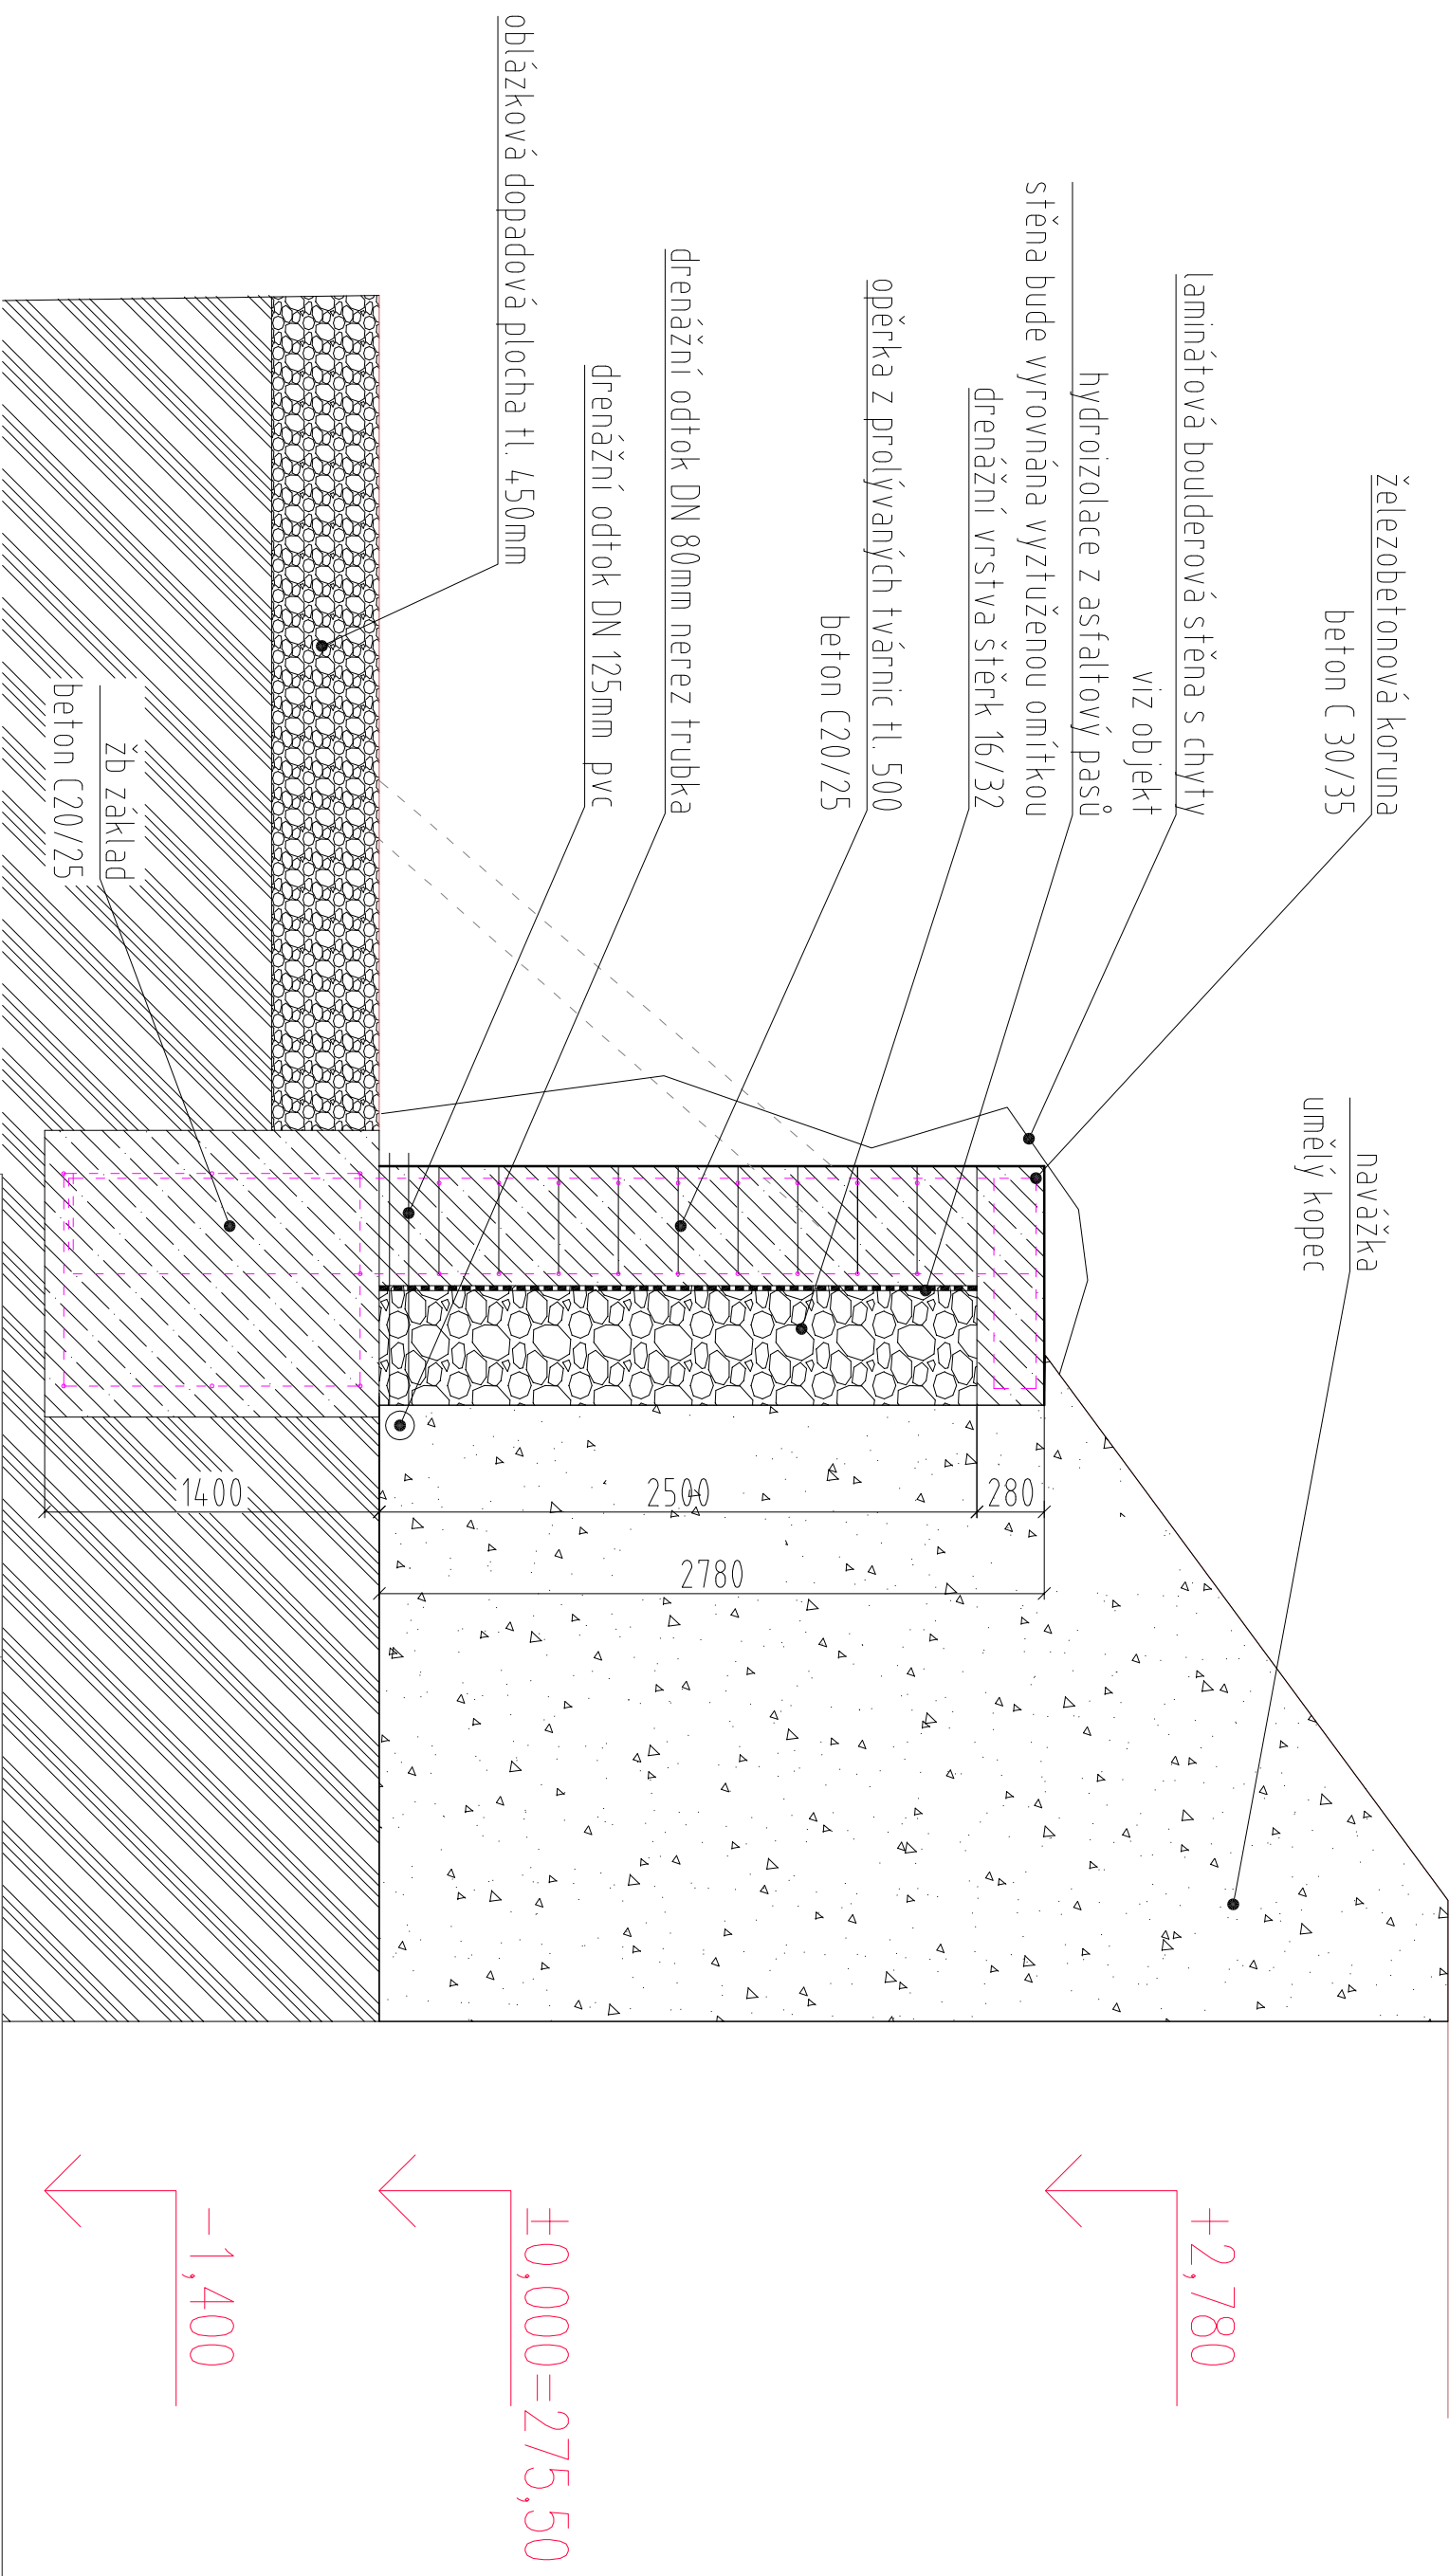 navážka
umělý kopec
železobetonová koruna
beton C 30/35
laminátová boulderová stěna s chyty
viz objekt
hydroizolace z asfaltový pasů
stěna bude vyrovnána vyztuženou omítkou
drenážní vrstva štěrk 16/32
opěrka z prolývaných tvárnic tl. 500
beton C20/25
drenážní odtok DN 80mm nerez trubka
drenážní odtok DN 125mm pvc
oblázková dopadová plocha tl. 450mm
žb základ
beton C20/25
280
2500
1400
2780
+2,780
±0,000=275,50
-1,400